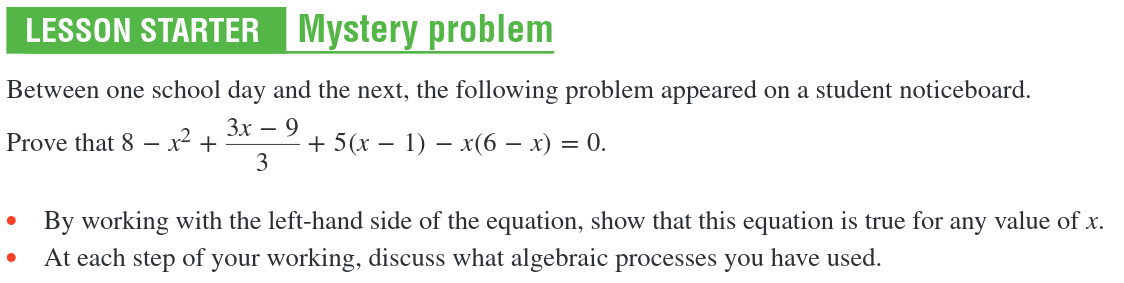 LESSON STARTER Mystery problem
Between one school day and the next, the following problem appeared on a student noticeboard.
Prove that 8 − x² + (3x − 9)/3 + 5(x − 1) − x(6 − x) = 0.
• By working with the left-hand side of the equation, show that this equation is true for any value of x.
• At each step of your working, discuss what algebraic processes you have used.